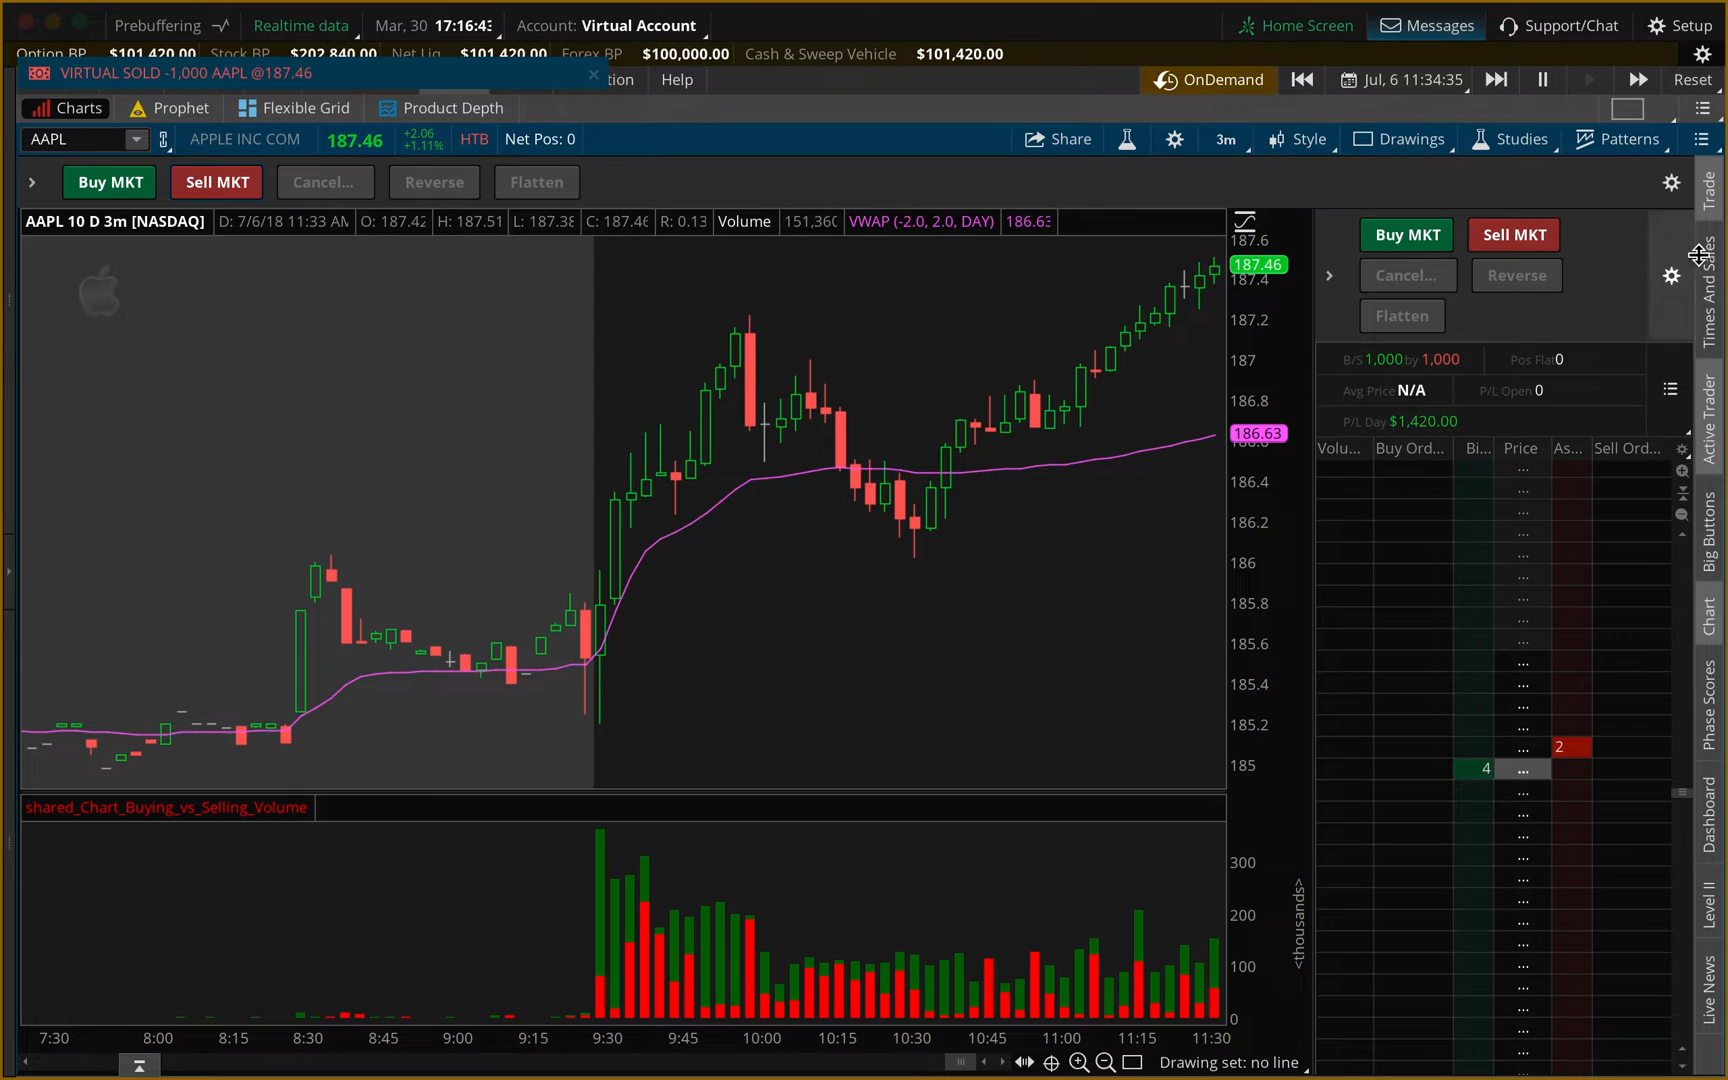 Prebuffering Realtime data Mar, 30 17:16:43 Account: Virtual Account Home Screen Messages Support/Chat Setup
Option BP $101,420.00 Stock BP $202,840.00 Net Liq $101,420.00 Forex BP $100,000.00 Cash & Sweep Vehicle $101,420.00
VIRTUAL SOLD -1,000 AAPL @187.46
Help OnDemand Jul, 6 11:34:35 Reset
Charts Prophet Flexible Grid Product Depth
AAPL APPLE INC COM 187.46 +2.06 HTB Net Pos: 0 Share 3m Style Drawings Studies Patterns
+1.11%
Buy MKT Sell MKT Cancel... Reverse Flatten
AAPL 10 D 3m [NASDAQ] D: 7/6/18 11:33 AM O: 187.42 H: 187.51 L: 187.38 C: 187.46 R: 0.13 Volume 151,360 VWAP (-2.0, 2.0, DAY) 186.63
187.6
187.46
187.4
187.2
187
186.8
186.63
186.4
186.2
186
185.8
185.6
185.4
185.2
185
Buy MKT Sell MKT
Cancel... Reverse
Flatten
B/S 1,000 by 1,000 Pos Flat 0
Avg Price N/A P/L Open 0
P/L Day $1,420.00
Volu... Buy Ord... Bi... Price As... Sell Ord...
2
4 ...
Trade
Times And Sales
Active Trader
Big Buttons
Chart
Phase Scores
Dashboard
Level II
Live News
shared_Chart_Buying_vs_Selling_Volume
300
200
100
0
<thousands>
7:30 8:00 8:15 8:30 8:45 9:00 9:15 9:30 9:45 10:00 10:15 10:30 10:45 11:00 11:15 11:30
Drawing set: no line